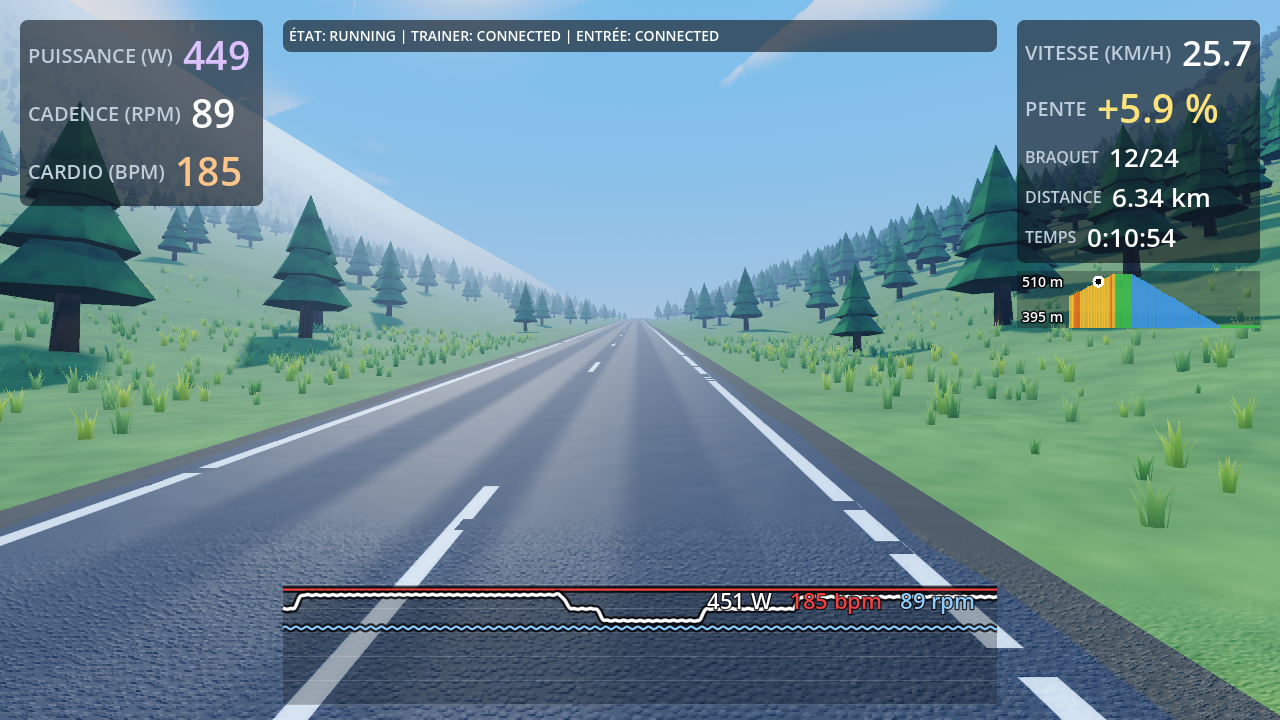 PUISSANCE (W) 449
CADENCE (RPM) 89
CARDIO (BPM) 185
ÉTAT: RUNNING | TRAINER: CONNECTED | ENTRÉE: CONNECTED
VITESSE (KM/H) 25.7
PENTE +5.9 %
BRAQUET 12/24
DISTANCE 6.34 km
TEMPS 0:10:54
510 m
395 m
451 W 185 bpm 89 rpm